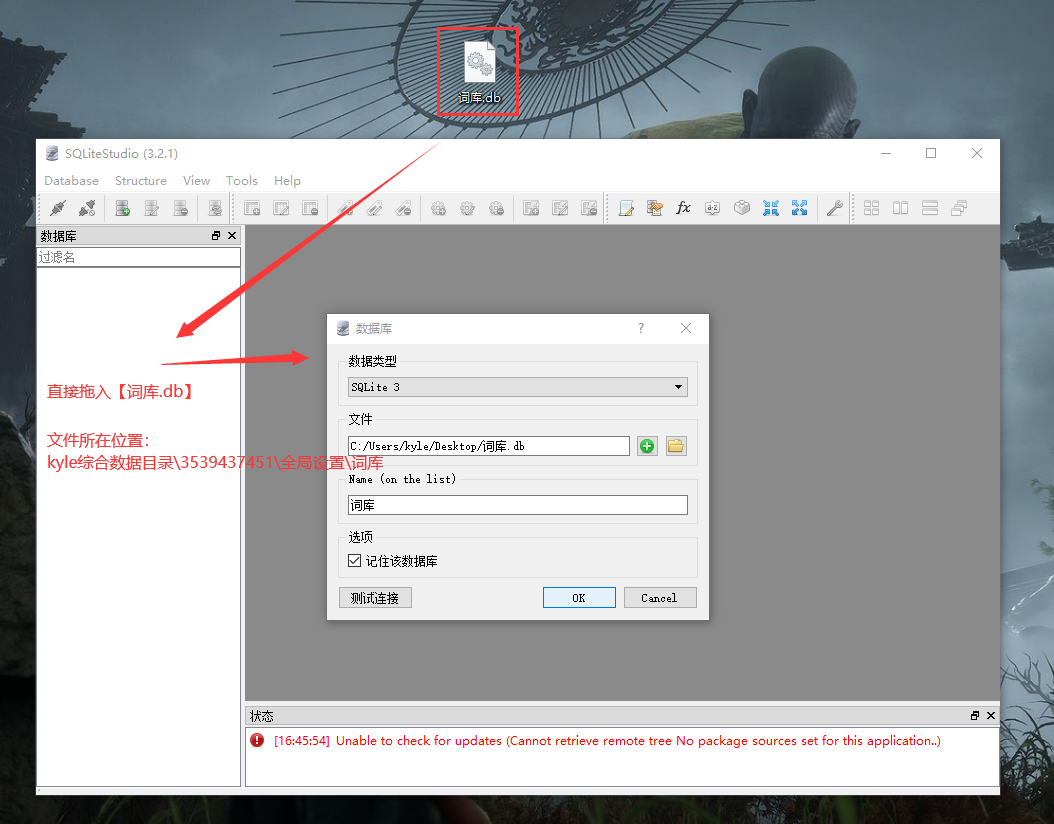 词库.db
SQLiteStudio (3.2.1)
Database Structure View Tools Help
数据库
过滤名
直接拖入【词库.db】
文件所在位置：
kyle综合数据目录\3539437451\全局设置\词库
数据库
数据类型
SQLite 3
文件
C:/Users/kyle/Desktop/词库.db
Name (on the list)
词库
选项
记住该数据库
测试连接 OK Cancel
状态
[16:45:54] Unable to check for updates (Cannot retrieve remote tree No package sources set for this application..)